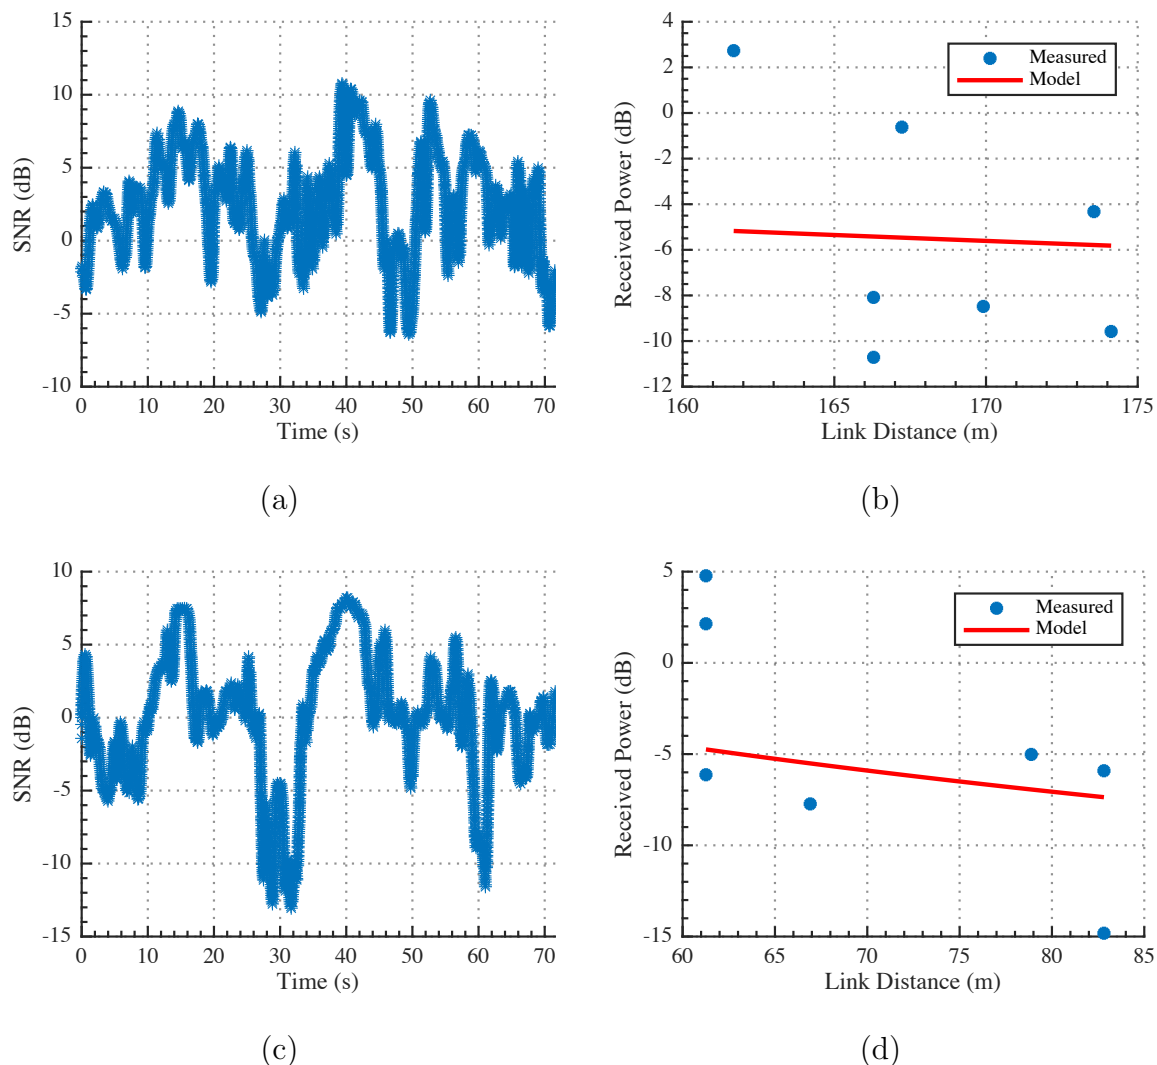 15
10
5
0
-5
-10
SNR (dB)
0 10 20 30 40 50 60 70
Time (s)
(a)
4
2
0
-2
-4
-6
-8
-10
-12
Received Power (dB)
Measured
Model
160 165 170 175
Link Distance (m)
(b)
10
5
0
-5
-10
-15
SNR (dB)
0 10 20 30 40 50 60 70
Time (s)
(c)
5
0
-5
-10
-15
Received Power (dB)
Measured
Model
60 65 70 75 80 85
Link Distance (m)
(d)